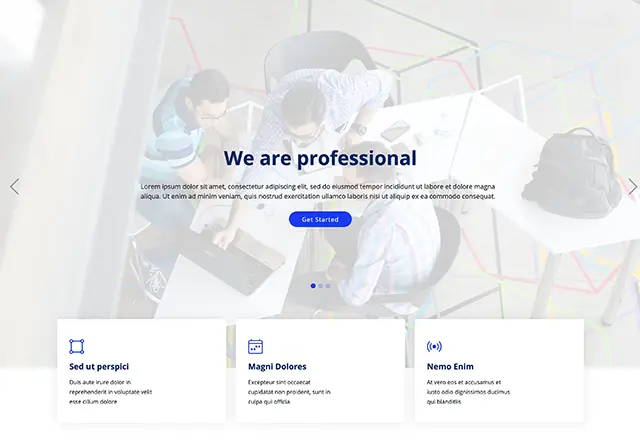 We are professional
Lorem ipsum dolor sit amet, consectetur adipiscing elit, sed do eiusmod tempor incididunt ut labore et dolore magna
aliqua. Ut enim ad minim veniam, quis nostrud exercitation ullamco laboris nisi ut aliquip ex ea commodo consequat.
Get Started
Sed ut perspici
Duis aute irure dolor in
reprehenderit in voluptate velit
esse cillum dolore
Magni Dolores
Excepteur sint occaecat
cupidatat non proident, sunt in
culpa qui officia
Nemo Enim
At vero eos et accusamus et
iusto odio dignissimos ducimus
qui blanditiis